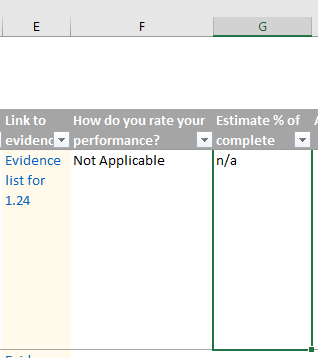 E F G
Link to How do you rate your Estimate % of
evidenc performance? complete
Evidence Not Applicable n/a
list for
1.24